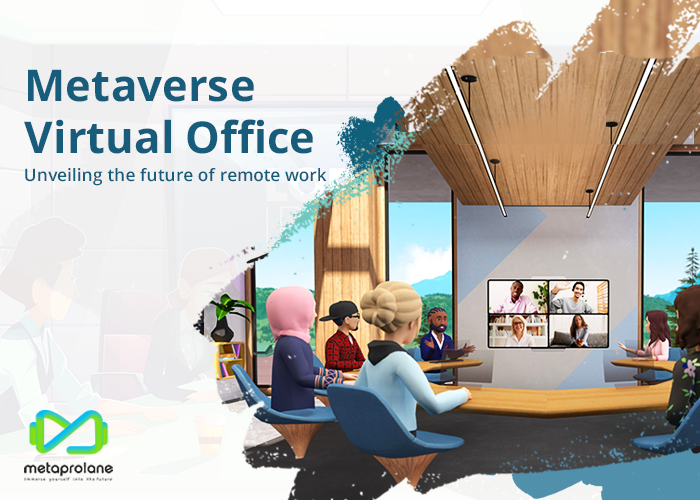 Metaverse
Virtual Office
Unveiling the future of remote work
metaprolane
Immerse yourself into the future